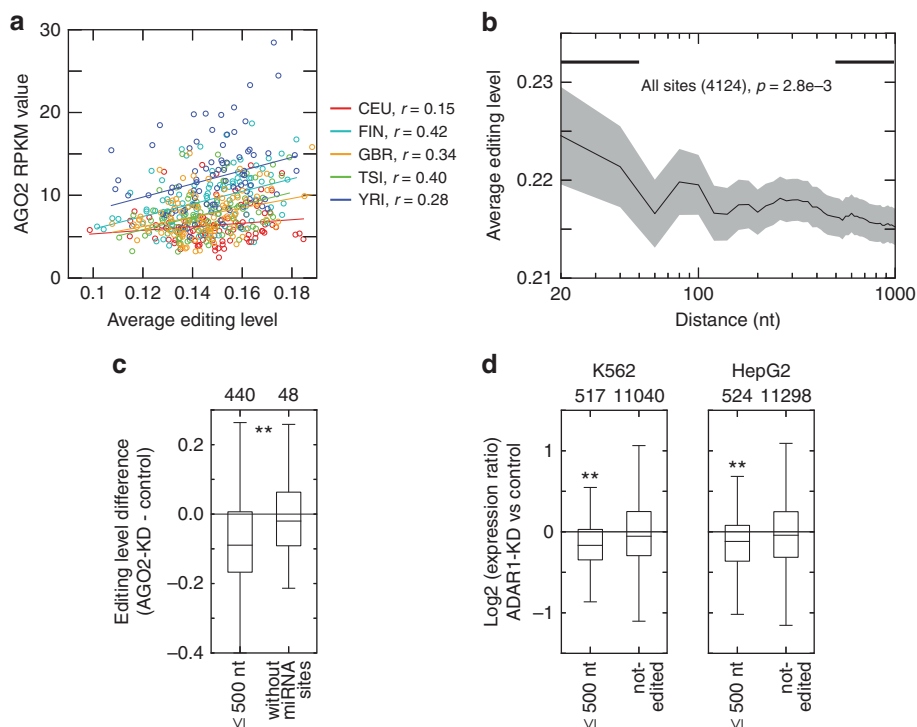 a
AGO2 RPKM value
30
20
10
0
0.1 0.12 0.14 0.16 0.18
Average editing level
CEU, r = 0.15
FIN, r = 0.42
GBR, r = 0.34
TSI, r = 0.40
YRI, r = 0.28
b
Average editing level
0.23
0.22
0.21
All sites (4124), p = 2.8e–3
20 100 1000
Distance (nt)
c
440 48
Editing level difference
(AGO2-KD - control)
0.2
0.0
–0.2
–0.4
**
≤ 500 nt
without
miRNA
sites
d
K562
517 11040
Log2 (expression ratio)
ADAR1-KD vs control
1
0
–1
**
≤ 500 nt
not-
edited
HepG2
524 11298
**
≤ 500 nt
not-
edited